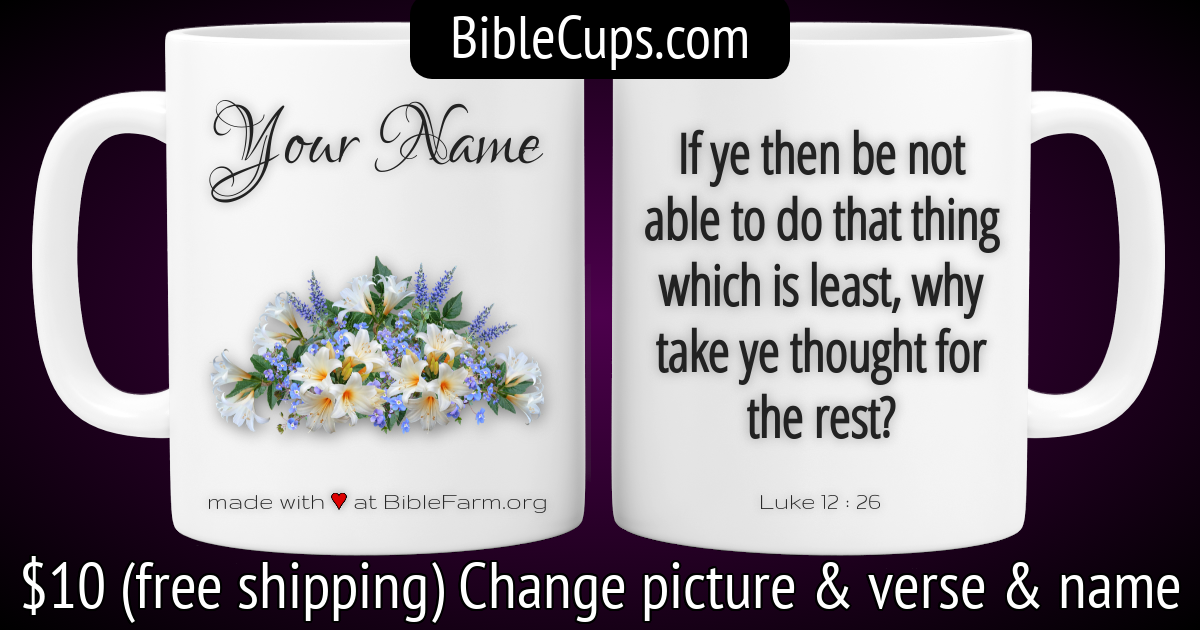 BibleCups.com
Your Name
made with ♥ at BibleFarm.org
If ye then be not
able to do that thing
which is least, why
take ye thought for
the rest?
Luke 12 : 26
$10 (free shipping) Change picture & verse & name